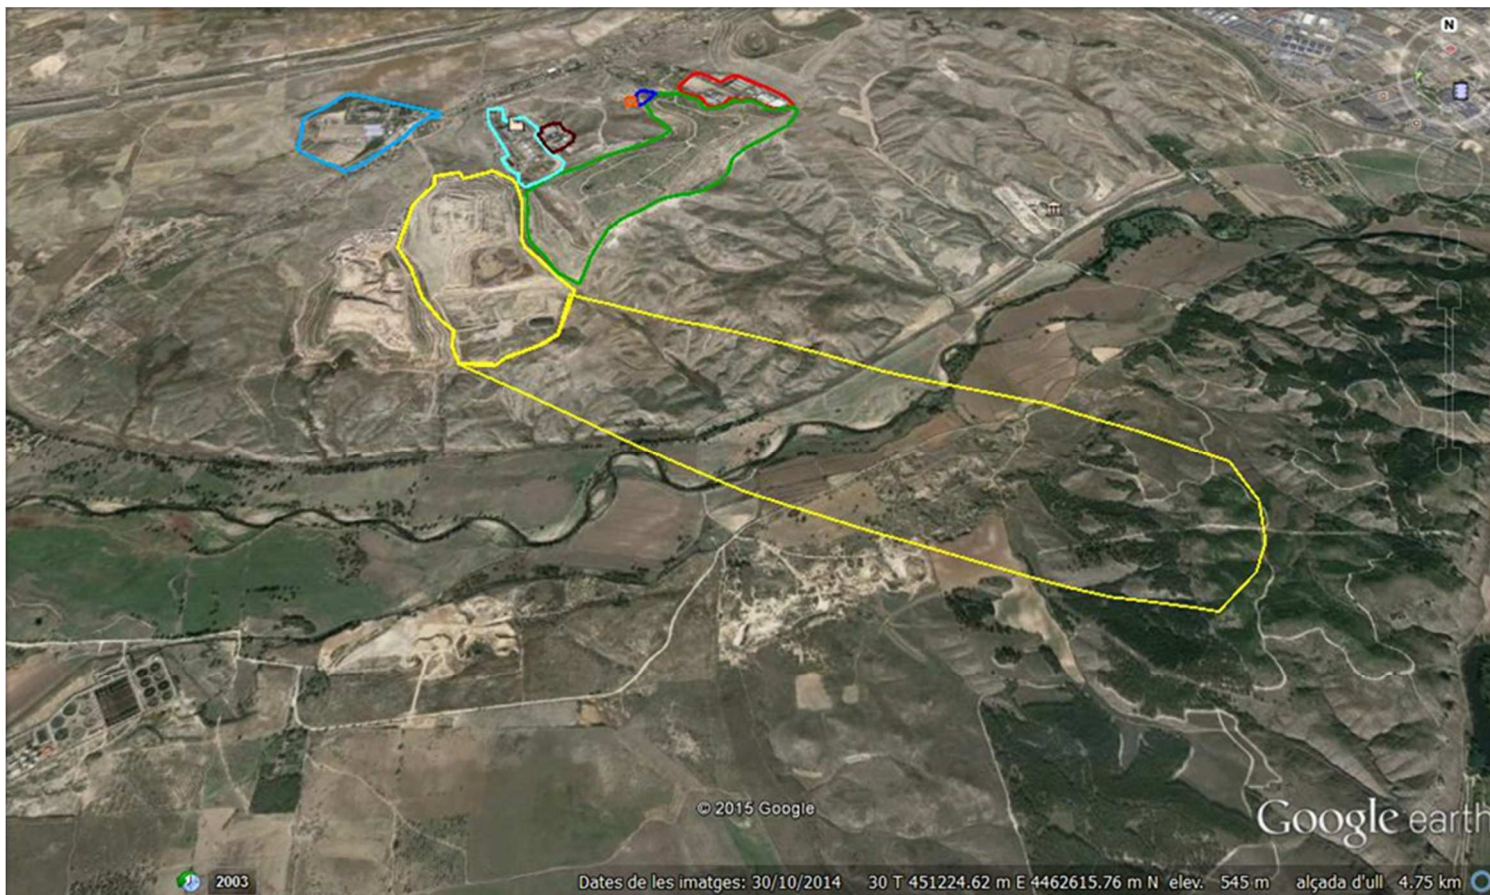 N
© 2015 Google
Google earth
2003
Dates de les imatges: 30/10/2014 30 T 451224.62 m E 4462615.76 m N elev. 545 m alçada d'ull 4.75 km